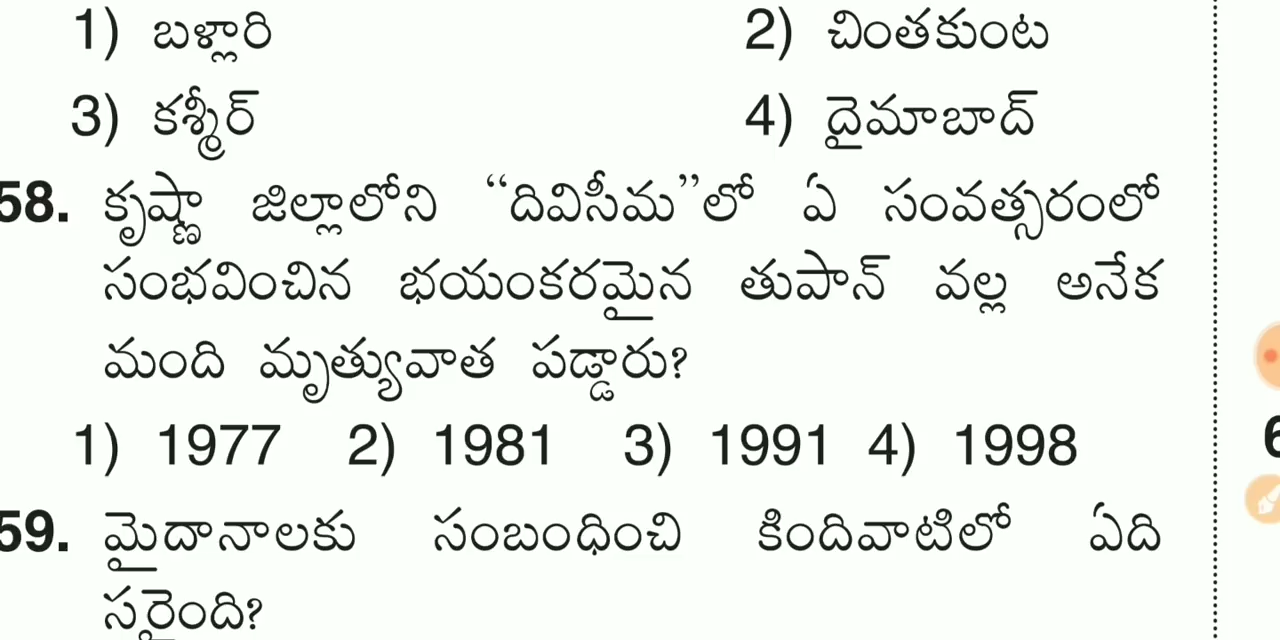 1) బళ్లారి 2) చింతకుంట
3) కశ్మీర్ 4) దైమాబాద్
58. కృష్ణా జిల్లాలోని “దివిసీమ”లో ఏ సంవత్సరంలో
సంభవించిన భయంకరమైన తుపాన్ వల్ల అనేక
మంది మృత్యువాత పడ్డారు?
1) 1977 2) 1981 3) 1991 4) 1998
59. మైదానాలకు సంబంధించి కిందివాటిలో ఏది
సరైంది?